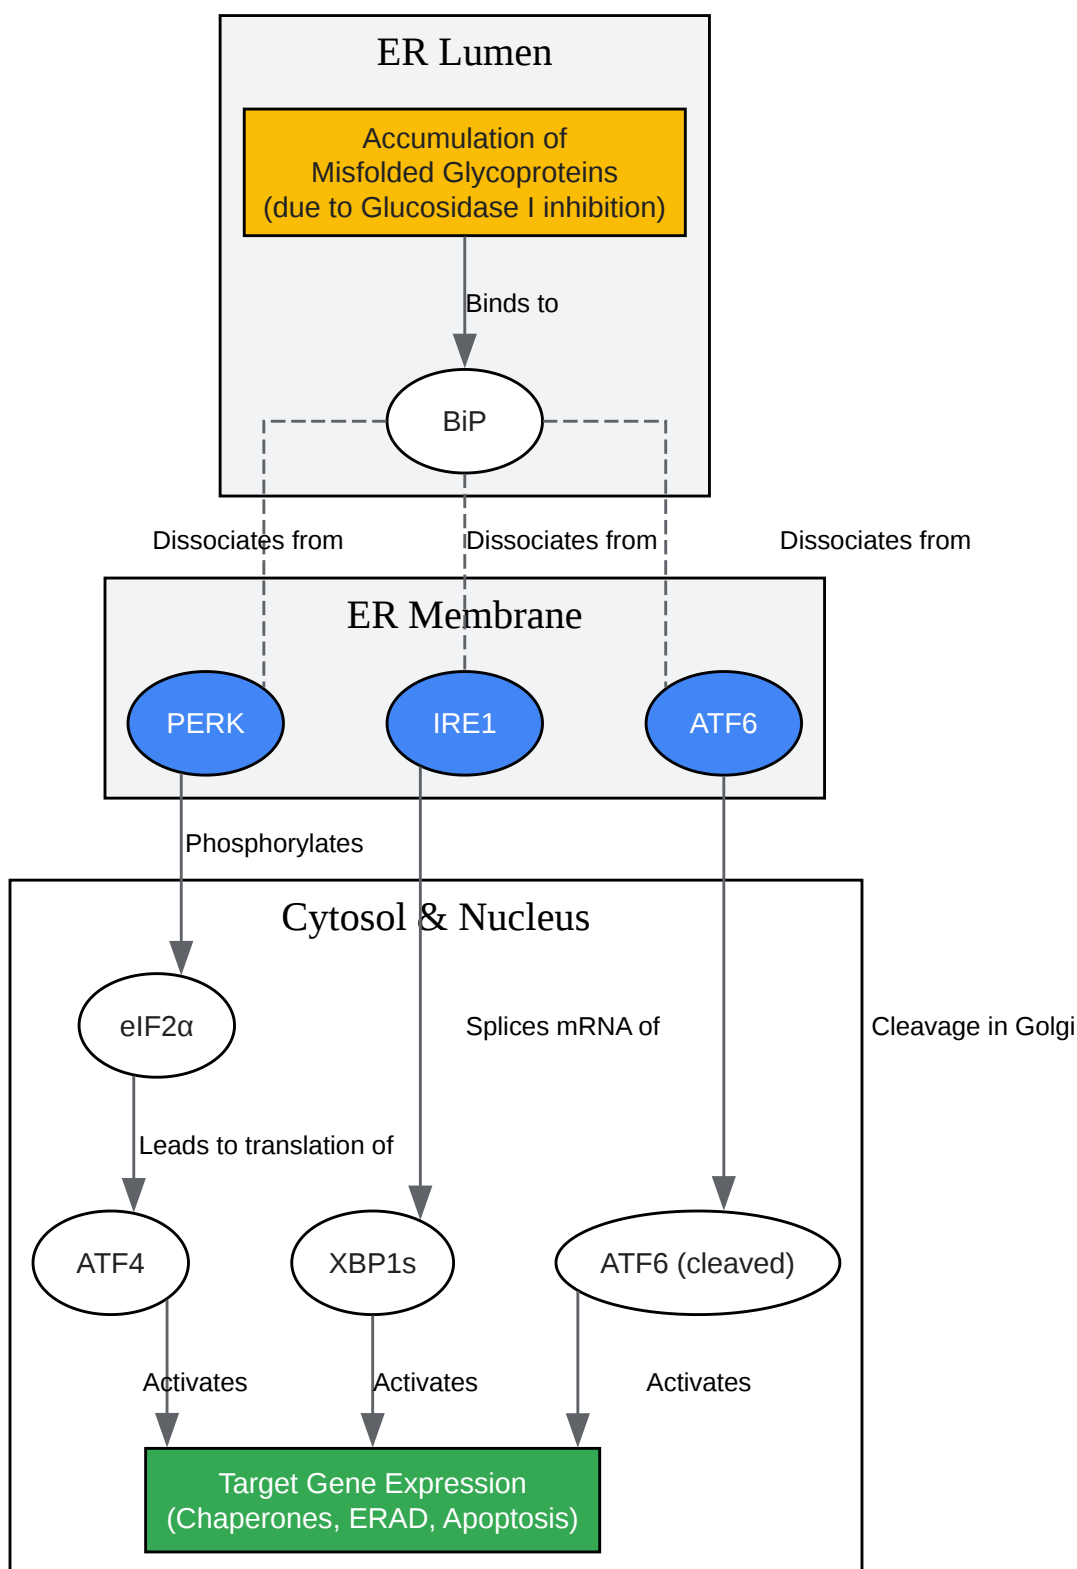 ER Lumen
Accumulation of
Misfolded Glycoproteins
(due to Glucosidase I inhibition)
Binds to
BiP
Dissociates from
Dissociates from
Dissociates from
ER Membrane
PERK
IRE1
ATF6
Phosphorylates
Cytosol & Nucleus
eIF2α
Splices mRNA of
Cleavage in Golgi
Leads to translation of
ATF4
XBP1s
ATF6 (cleaved)
Activates
Activates
Activates
Target Gene Expression
(Chaperones, ERAD, Apoptosis)